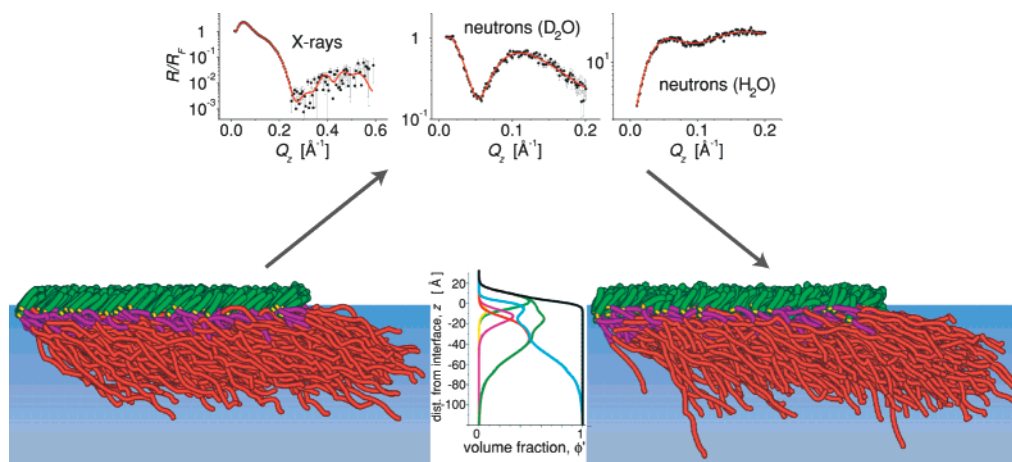 X-rays
neutrons (D₂O)
neutrons (H₂O)
R/R_F
1
10⁻¹
10⁻²
10⁻³
0.0 0.2 0.4 0.6
Q_z [Å⁻¹]
1
10⁻¹
0.0 0.1 0.2
Q_z [Å⁻¹]
10¹
0.0 0.1 0.2
Q_z [Å⁻¹]
dist. from interface, z [Å]
20
0
-20
-40
-60
-80
-100
0 1
volume fraction, ϕ'